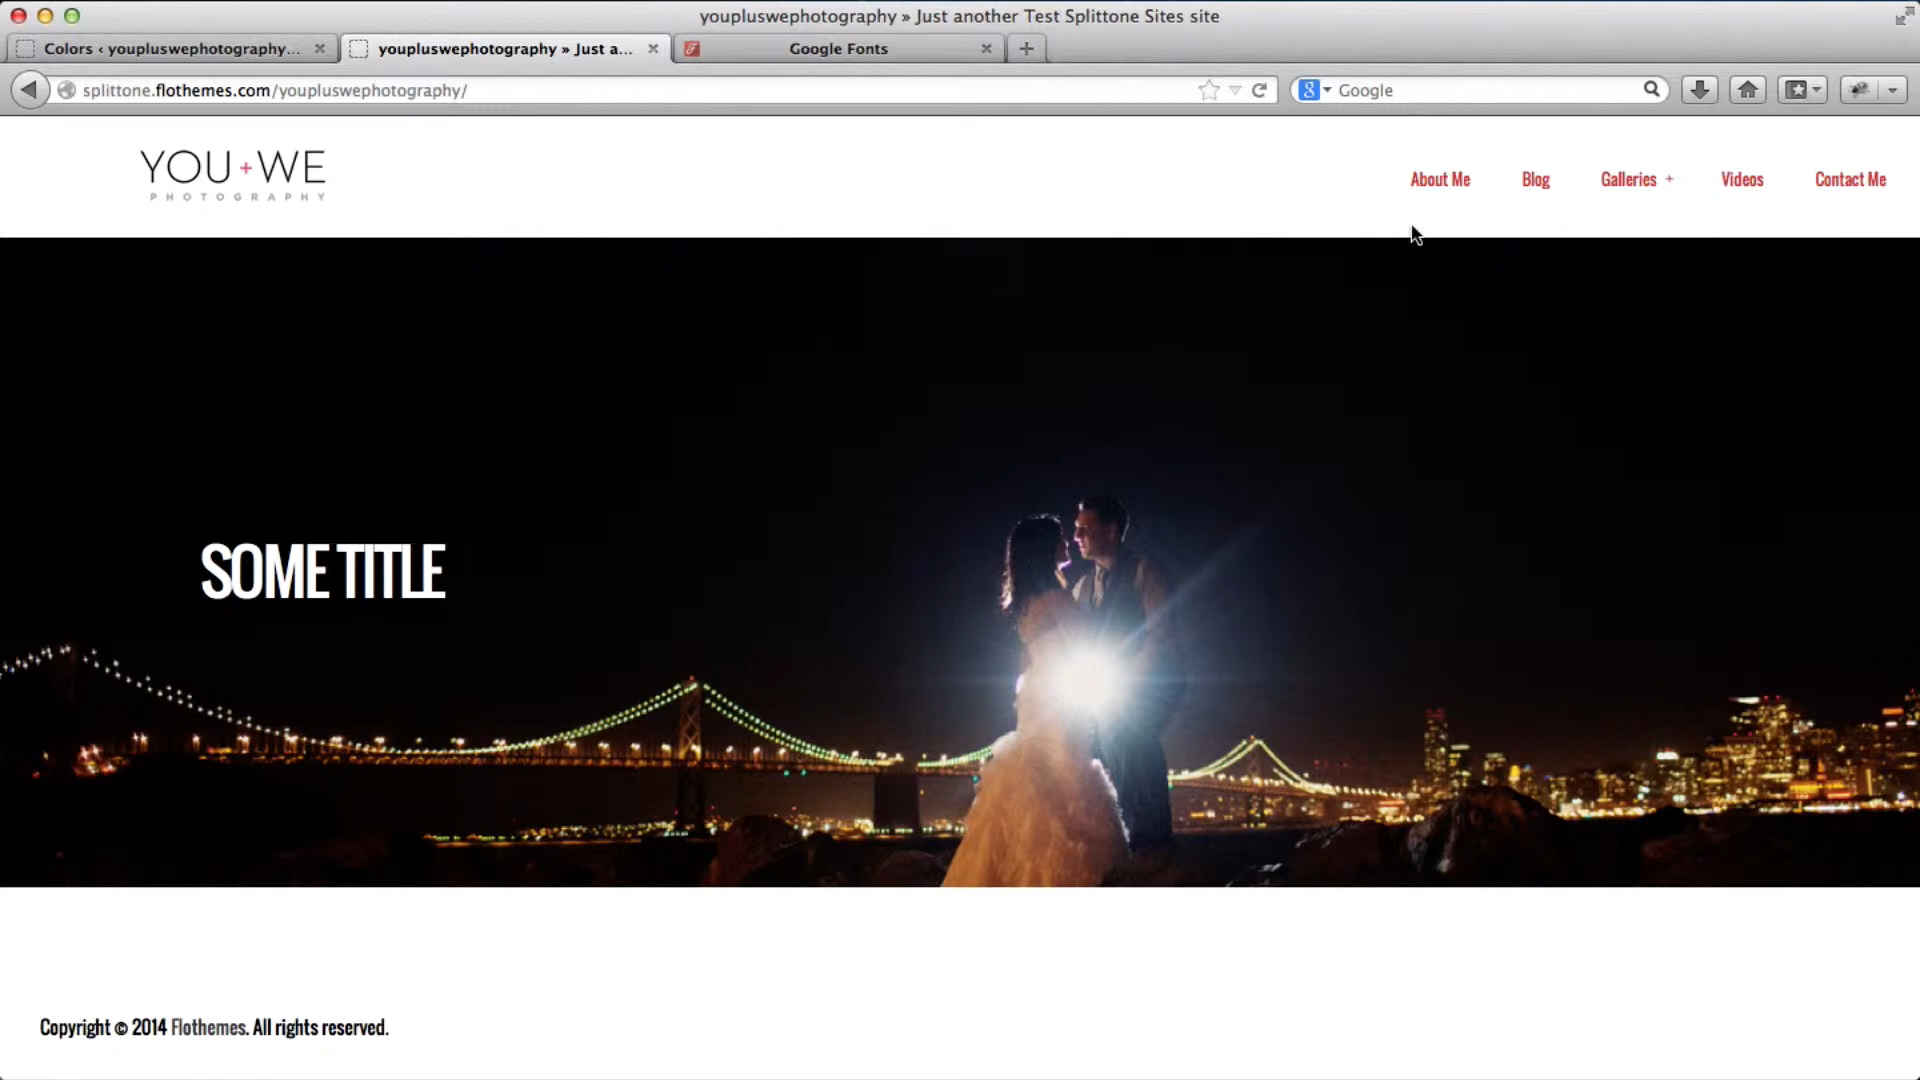 youpluswephotography » Just another Test Splittone Sites site
Colors ‹ youpluswephotography...
youpluswephotography » Just a...
Google Fonts
splittone.flothemes.com/youpluswephotography/
Google
YOU+WE
PHOTOGRAPHY
About Me
Blog
Galleries +
Videos
Contact Me
SOME TITLE
Copyright © 2014 Flothemes. All rights reserved.